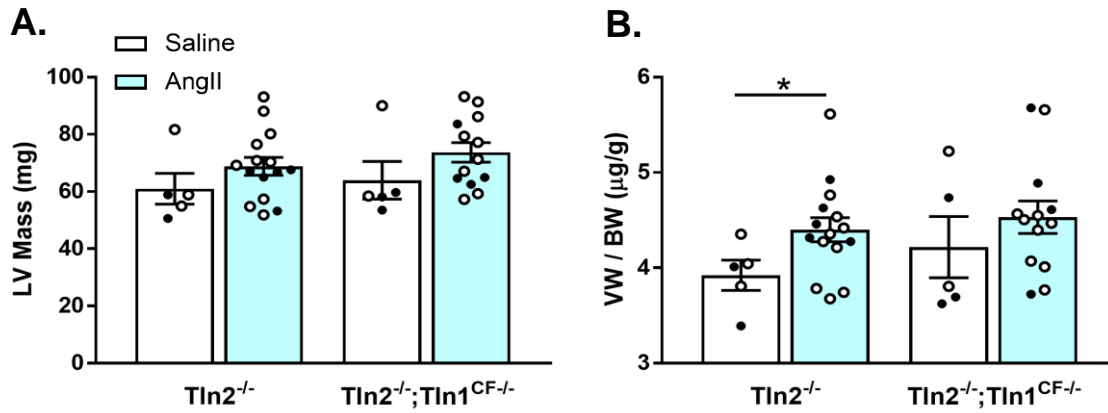 A.
Saline
AngII
LV Mass (mg)
100
80
60
40
20
0
Tln2-/-
Tln2-/-;Tln1CF-/-
B.
*
VW / BW (µg/g)
6
5
4
3
Tln2-/-
Tln2-/-;Tln1CF-/-